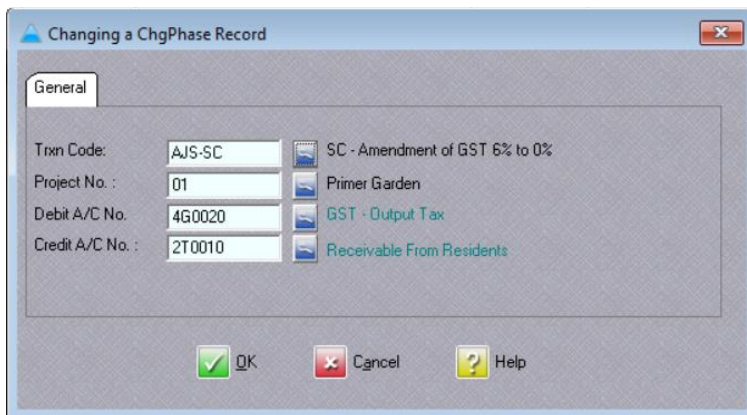 Changing a ChgPhase Record
General
Trxn Code: AJS-SC SC - Amendment of GST 6% to 0%
Project No. : 01 Primer Garden
Debit A/C No. 4G0020 GST - Output Tax
Credit A/C No. : 2T0010 Receivable From Residents
OK Cancel Help